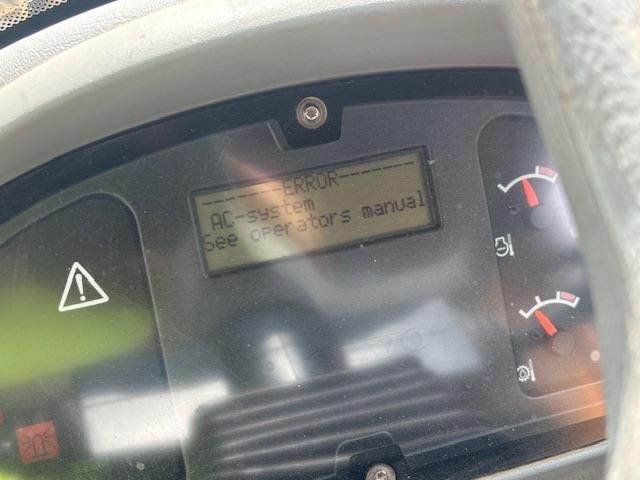 --------ERROR--------
AC-system
See operators manual